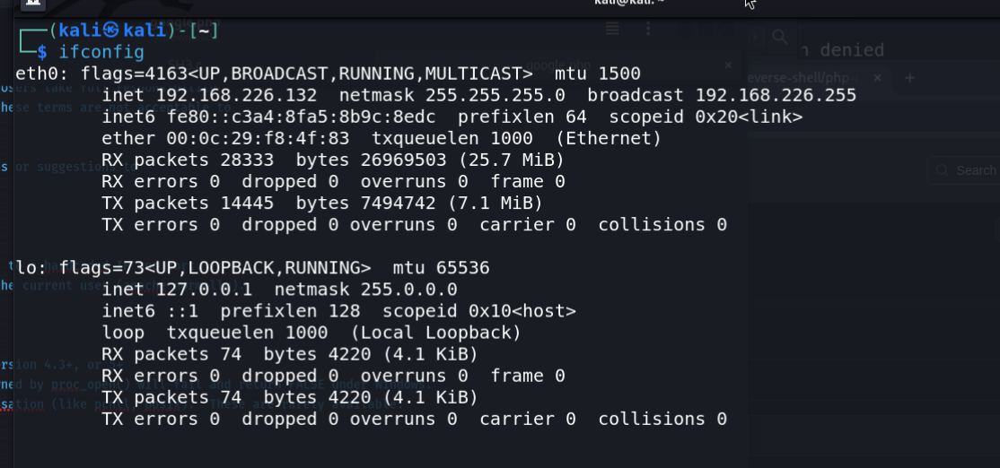 kali@kali: ~
(kali㉿kali)-[~]
$ ifconfig
n denied
eth0: flags=4163<UP,BROADCAST,RUNNING,MULTICAST>  mtu 1500
everse-shell/php-
inet 192.168.226.132  netmask 255.255.255.0  broadcast 192.168.226.255
inet6 fe80::c3a4:8fa5:8b9c:8edc  prefixlen 64  scopeid 0x20<link>
ether 00:0c:29:f8:4f:83  txqueuelen 1000  (Ethernet)
RX packets 28333  bytes 26969503 (25.7 MiB)
Search
RX errors 0  dropped 0  overruns 0  frame 0
TX packets 14445  bytes 7494742 (7.1 MiB)
TX errors 0  dropped 0 overruns 0  carrier 0  collisions 0
lo: flags=73<UP,LOOPBACK,RUNNING>  mtu 65536
inet 127.0.0.1  netmask 255.0.0.0
inet6 ::1  prefixlen 128  scopeid 0x10<host>
loop  txqueuelen 1000  (Local Loopback)
RX packets 74  bytes 4220 (4.1 KiB)
RX errors 0  dropped 0  overruns 0  frame 0
TX packets 74  bytes 4220 (4.1 KiB)
TX errors 0  dropped 0 overruns 0  carrier 0  collisions 0